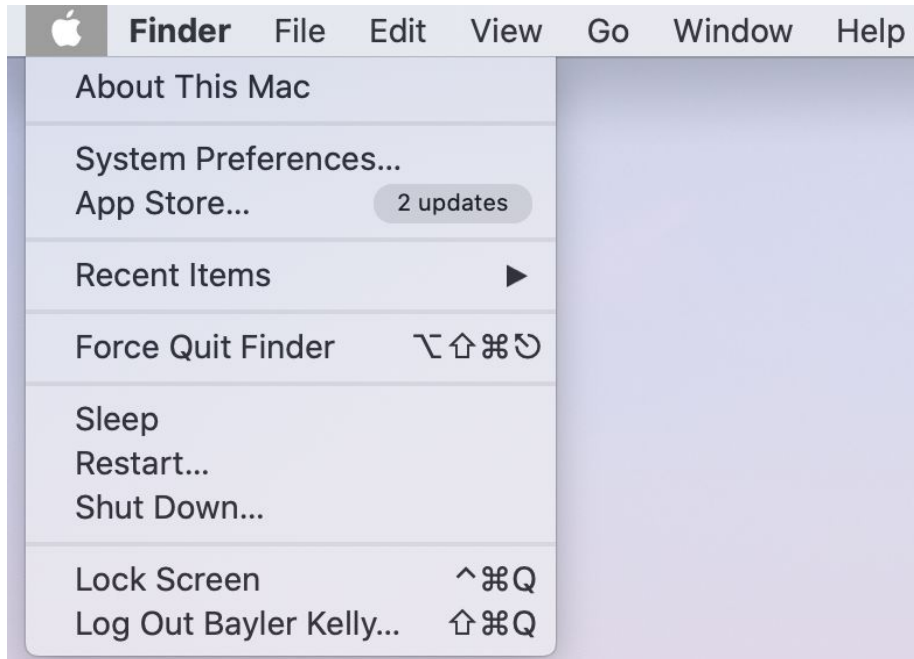 Finder File Edit View Go Window Help
About This Mac
System Preferences...
App Store... 2 updates
Recent Items ▶
Force Quit Finder ⌥⇧⌘⎋
Sleep
Restart...
Shut Down...
Lock Screen ^⌘Q
Log Out Bayler Kelly... ⇧⌘Q